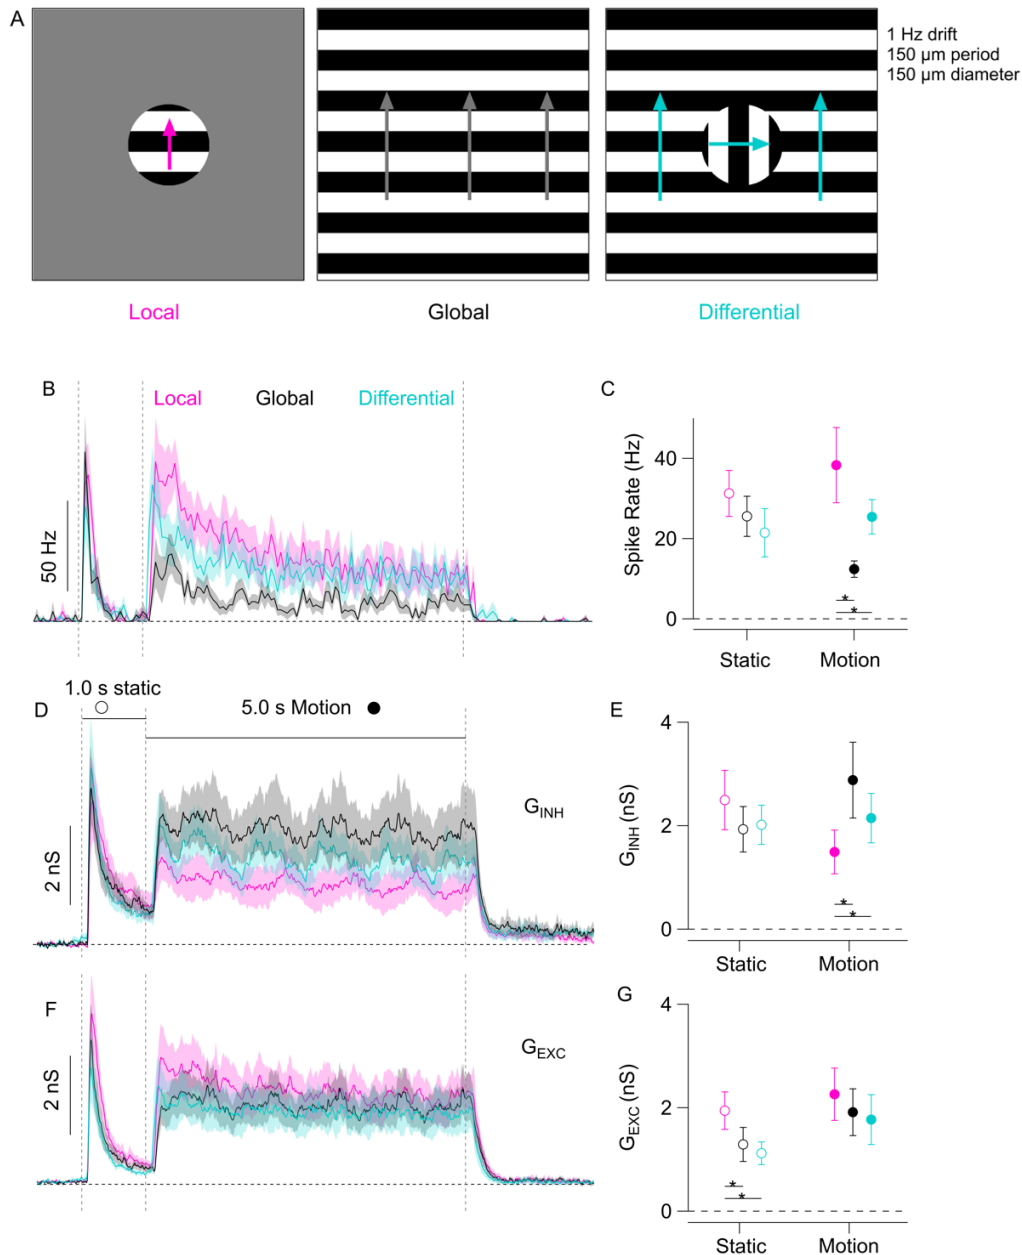 A
1 Hz drift
150 µm period
150 µm diameter
Local
Global
Differential
B
Local
Global
Differential
50 Hz
C
Spike Rate (Hz)
40
20
0
*
*
Static
Motion
1.0 s static
D
5.0 s Motion
G_INH
2 nS
E
G_INH (nS)
4
2
0
*
*
Static
Motion
F
G_EXC
2 nS
G
G_EXC (nS)
4
2
0
*
*
Static
Motion